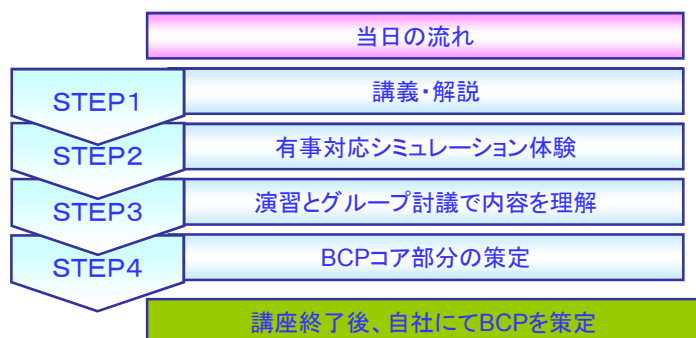 当日の流れ
STEP1
講義・解説
STEP2
有事対応シミュレーション体験
STEP3
演習とグループ討議で内容を理解
STEP4
BCPコア部分の策定
講座終了後、自社にてBCPを策定